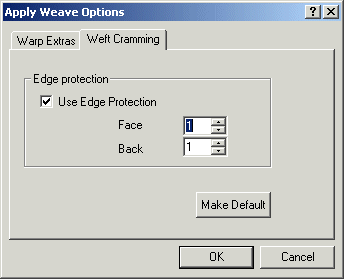 Apply Weave Options
Warp Extras Weft Cramming
Edge protection
Use Edge Protection
Face 1
Back 1
Make Default
OK Cancel